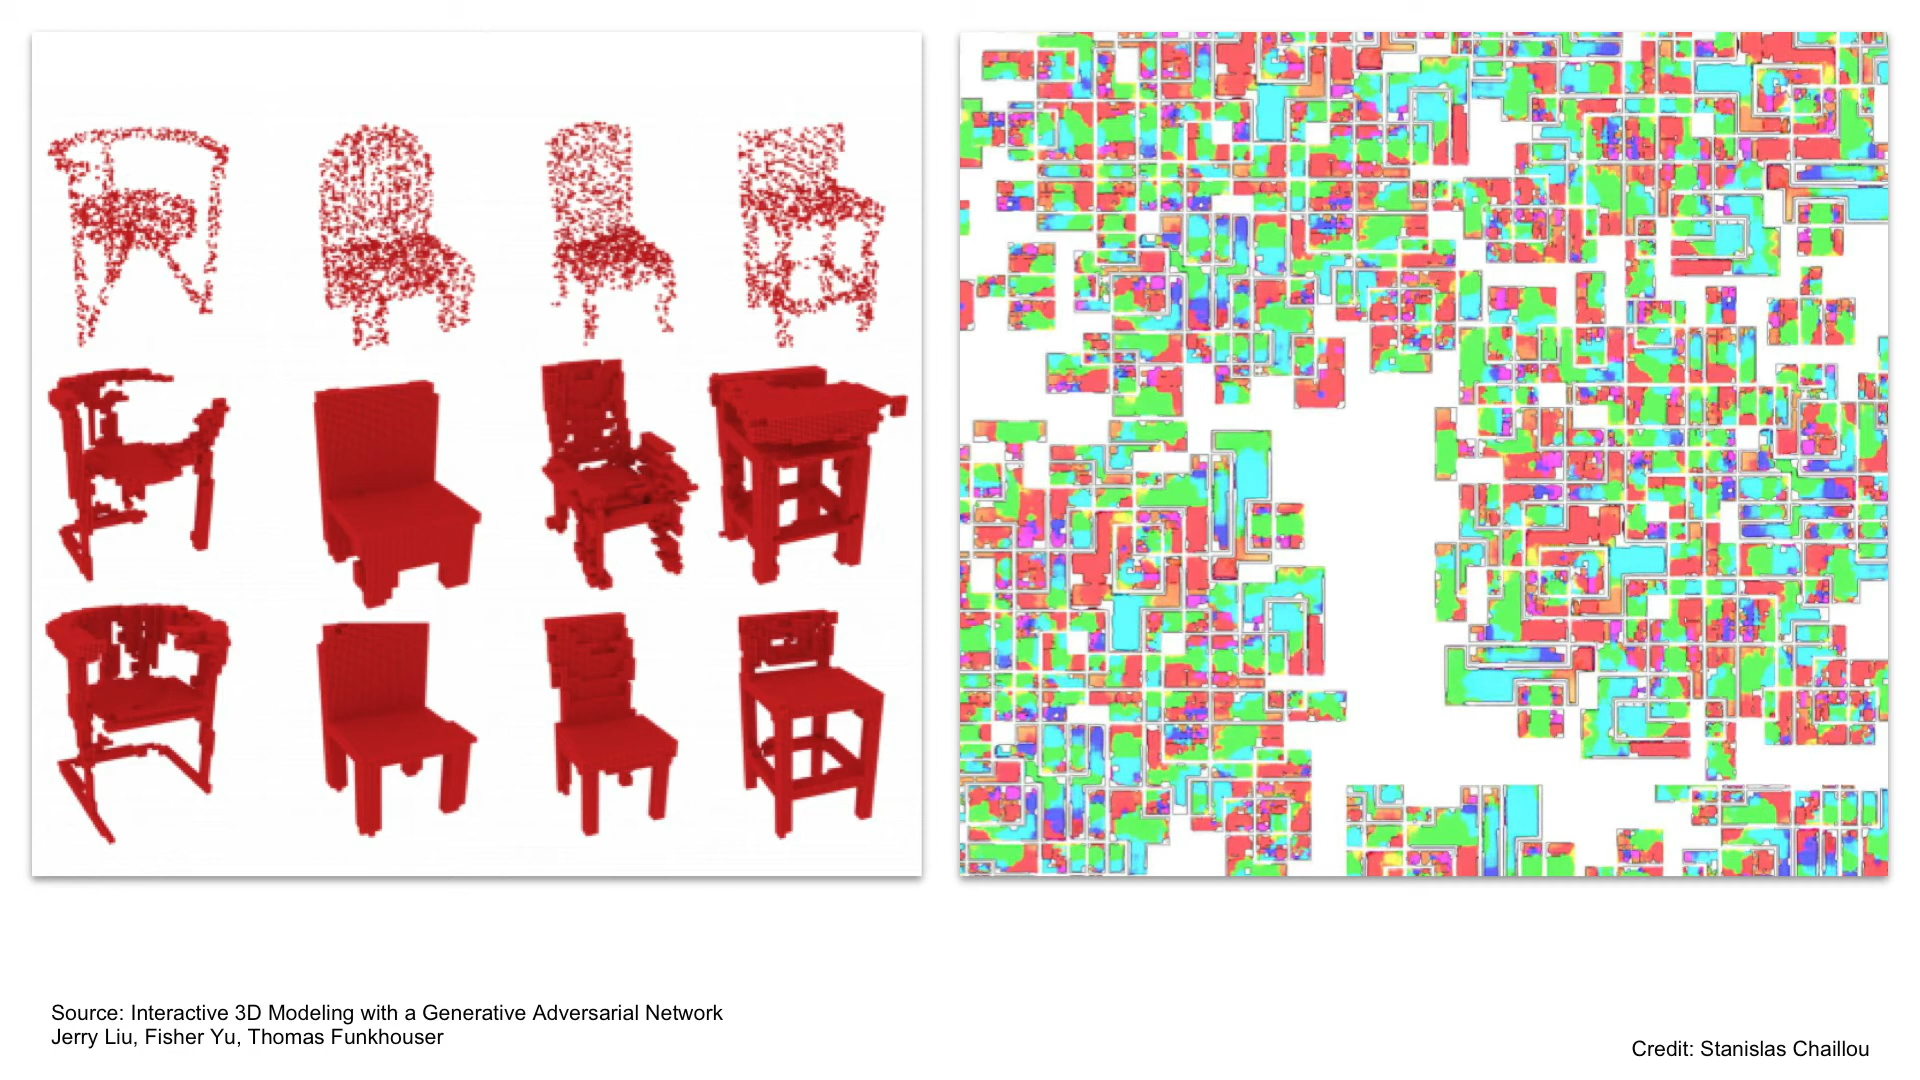 Source: Interactive 3D Modeling with a Generative Adversarial Network
Jerry Liu, Fisher Yu, Thomas Funkhouser
Credit: Stanislas Chaillou